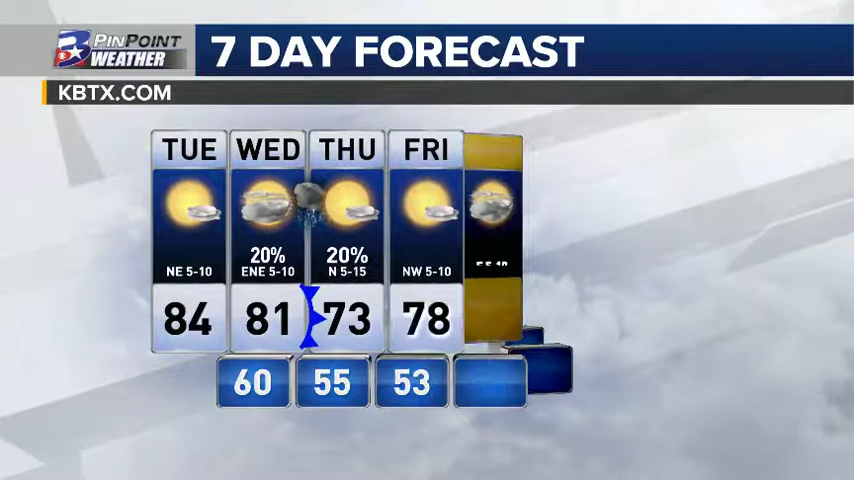 3 PINPOINT
WEATHER
7 DAY FORECAST
KBTX.COM
TUE WED THU FRI
20% 20%
NE 5-10 ENE 5-10 N 5-15 NW 5-10
84 81 73 78
60 55 53